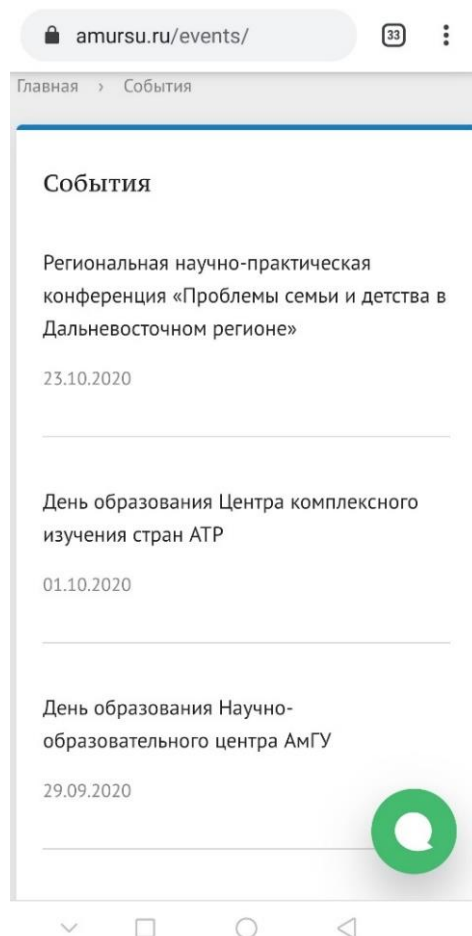 amursu.ru/events/
33
Главная › События
События
Региональная научно-практическая
конференция «Проблемы семьи и детства в
Дальневосточном регионе»
23.10.2020
День образования Центра комплексного
изучения стран АТР
01.10.2020
День образования Научно-
образовательного центра АмГУ
29.09.2020